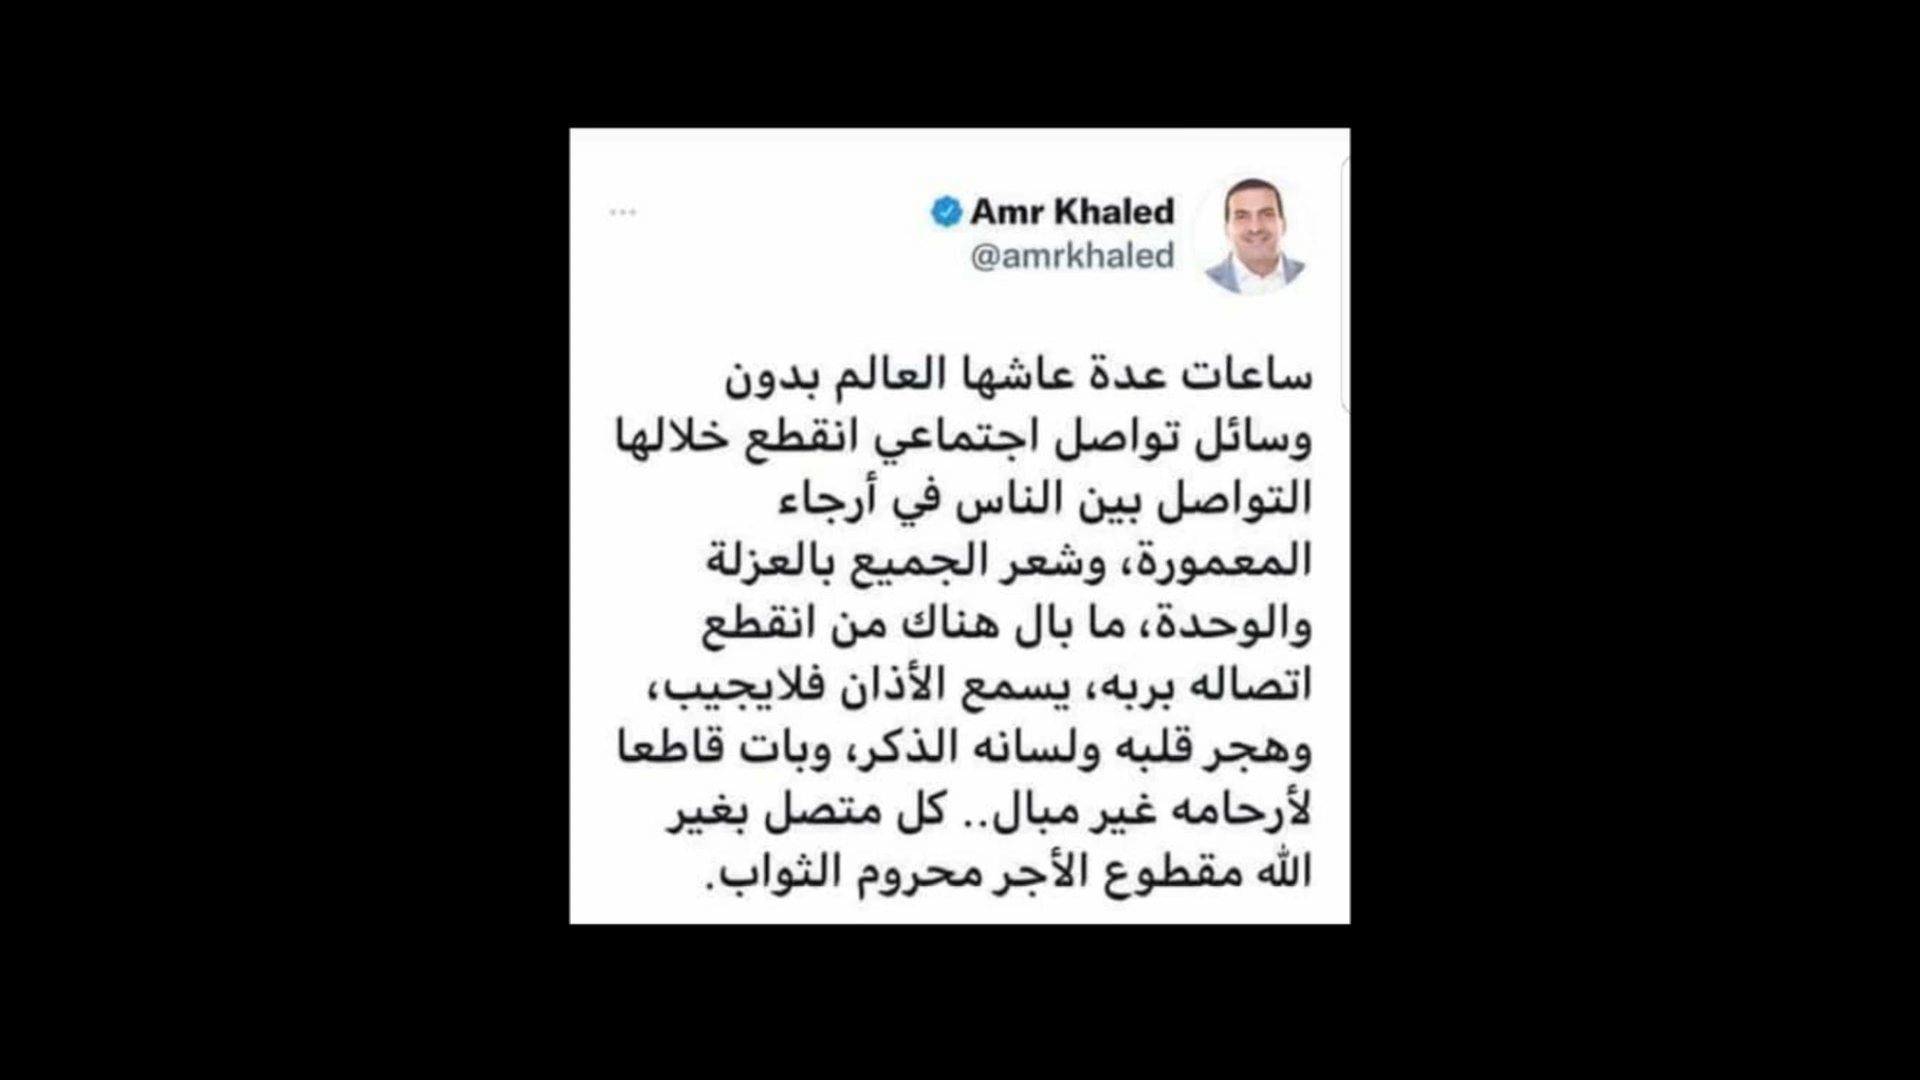 Amr Khaled
@amrkhaled
ساعات عدة عاشها العالم بدون
وسائل تواصل اجتماعي انقطع خلالها
التواصل بين الناس في أرجاء
المعمورة، وشعر الجميع بالعزلة
والوحدة، ما بال هناك من انقطع
اتصاله بربه، يسمع الأذان فلايجيب،
وهجر قلبه ولسانه الذكر، وبات قاطعا
لأرحامه غير مبال.. كل متصل بغير
الله مقطوع الأجر محروم الثواب.